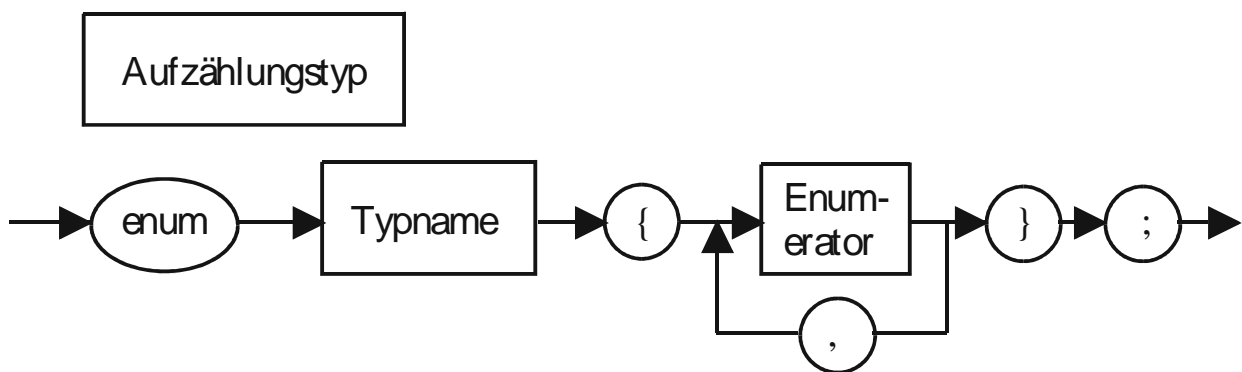 Aufzählungstyp
enum Typname { Enum-
erator } ;
,